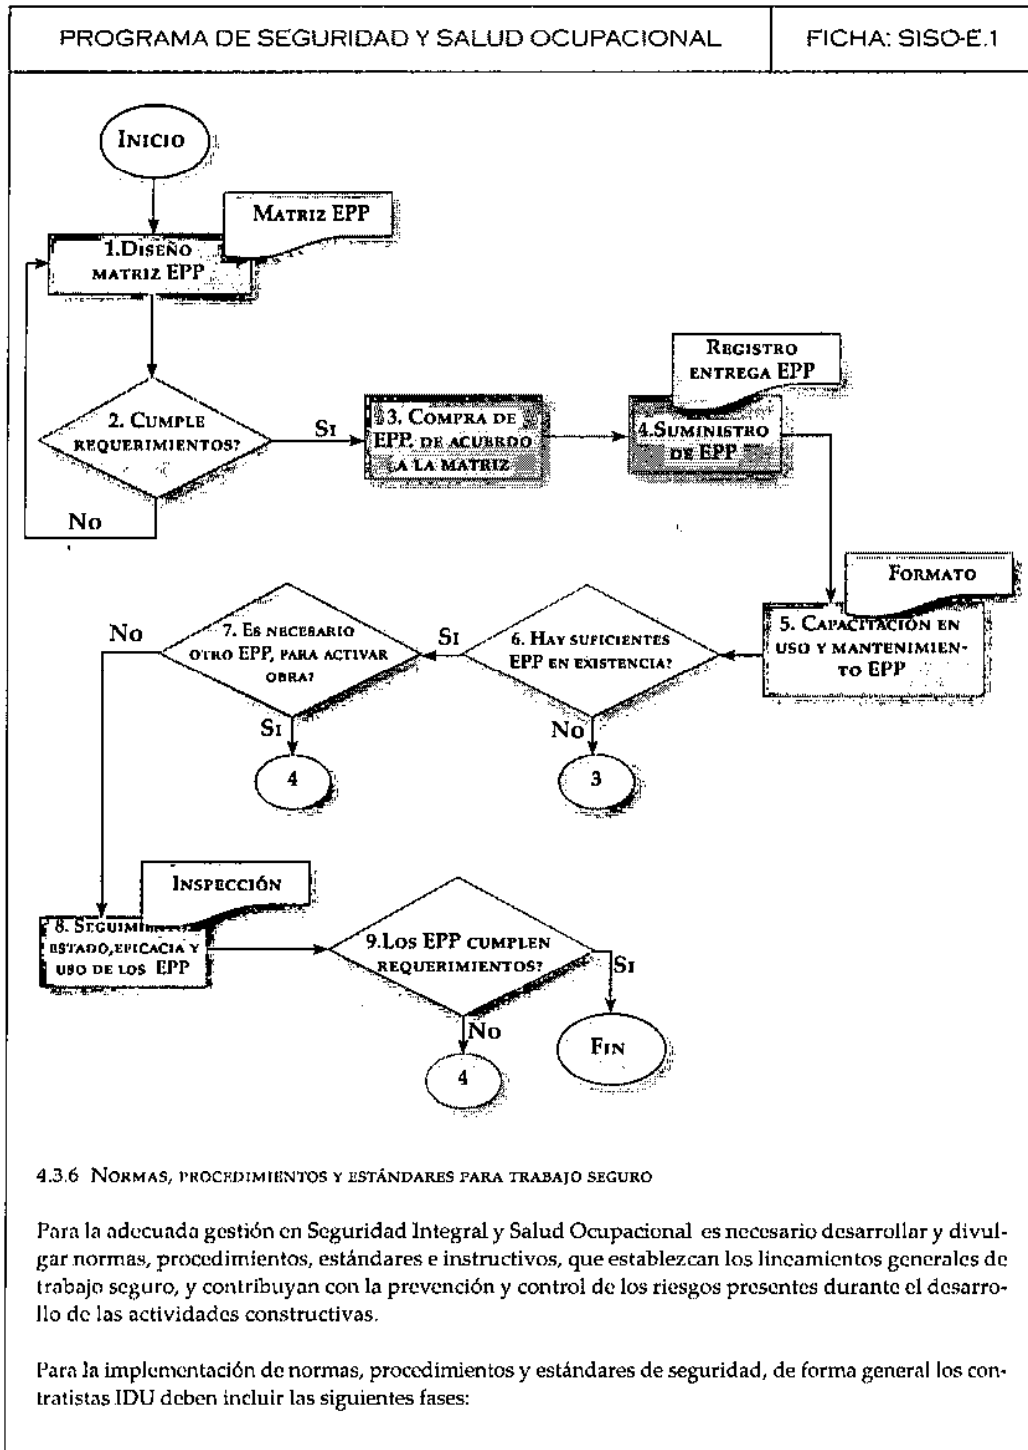 PROGRAMA DE SEGURIDAD Y SALUD OCUPACIONAL
FICHA: SISO-E.1
INICIO
MATRIZ EPP
1.DISEÑO
MATRIZ EPP
REGISTRO
ENTREGA EPP
2. CUMPLE
REQUERIMIENTOS?
SI
3. COMPRA DE
EPP. DE ACUERDO
A LA MATRIZ
4.SUMINISTRO
DE EPP
NO
FORMATO
5. CAPACITACIÓN EN
USO Y MANTENIMIEN-
TO EPP
6. HAY SUFICIENTES
EPP EN EXISTENCIA?
SI
7. ES NECESARIO
OTRO EPP, PARA ACTIVAR
OBRA?
NO
SI
4
NO
3
INSPECCIÓN
8. SEGUIMIENTO
ESTADO,EFICACIA Y
USO DE LOS EPP
9.LOS EPP CUMPLEN
REQUERIMIENTOS?
SI
NO
FIN
4
4.3.6 NORMAS, PROCEDIMIENTOS Y ESTÁNDARES PARA TRABAJO SEGURO
Para la adecuada gestión en Seguridad Integral y Salud Ocupacional es necesario desarrollar y divul-
gar normas, procedimientos, estándares e instructivos, que establezcan los lineamientos generales de
trabajo seguro, y contribuyan con la prevención y control de los riesgos presentes durante el desarro-
llo de las actividades constructivas.
Para la implementación de normas, procedimientos y estándares de seguridad, de forma general los con-
tratistas IDU deben incluir las siguientes fases: